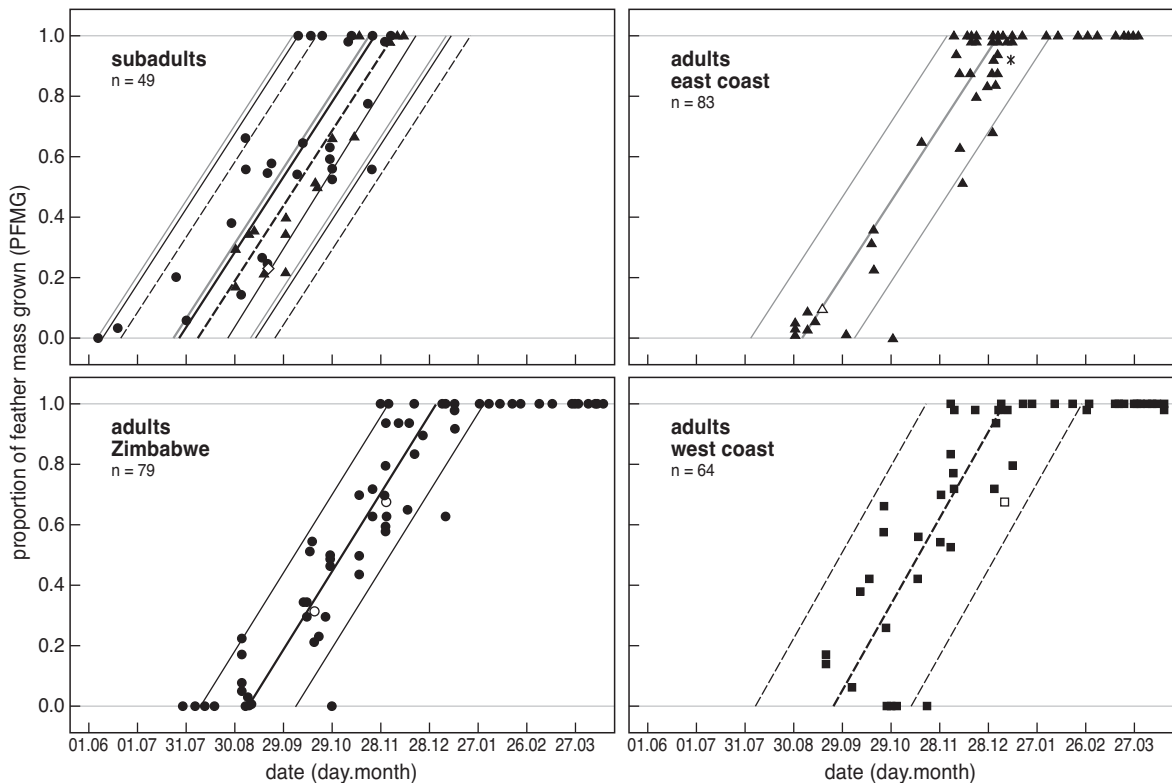 proportion of feather mass grown (PFMG)
1.0
0.8
0.6
0.4
0.2
0.0
subadults
n = 49
adults
east coast
n = 83
1.0
0.8
0.6
0.4
0.2
0.0
adults
Zimbabwe
n = 79
adults
west coast
n = 64
01.06 01.07 31.07 30.08 29.09 29.10 28.11 28.12 27.01 26.02 27.03
01.06 01.07 31.07 30.08 29.09 29.10 28.11 28.12 27.01 26.02 27.03
date (day.month)
date (day.month)